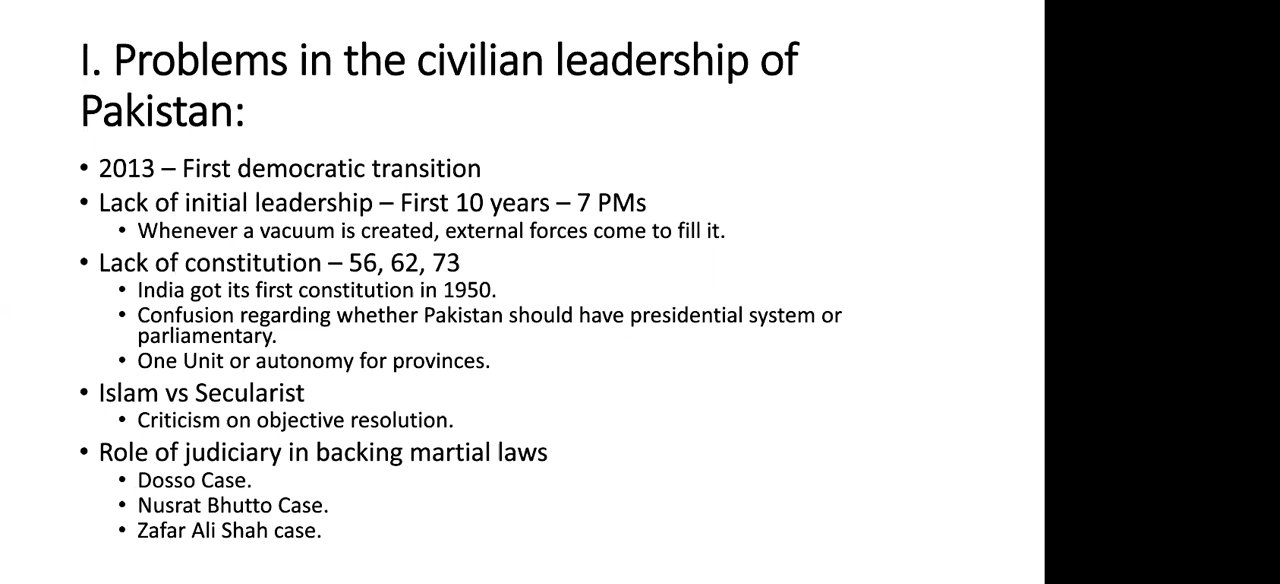 I. Problems in the civilian leadership of
Pakistan:
• 2013 – First democratic transition
• Lack of initial leadership – First 10 years – 7 PMs
• Whenever a vacuum is created, external forces come to fill it.
• Lack of constitution – 56, 62, 73
• India got its first constitution in 1950.
• Confusion regarding whether Pakistan should have presidential system or
parliamentary.
• One Unit or autonomy for provinces.
• Islam vs Secularist
• Criticism on objective resolution.
• Role of judiciary in backing martial laws
• Dosso Case.
• Nusrat Bhutto Case.
• Zafar Ali Shah case.